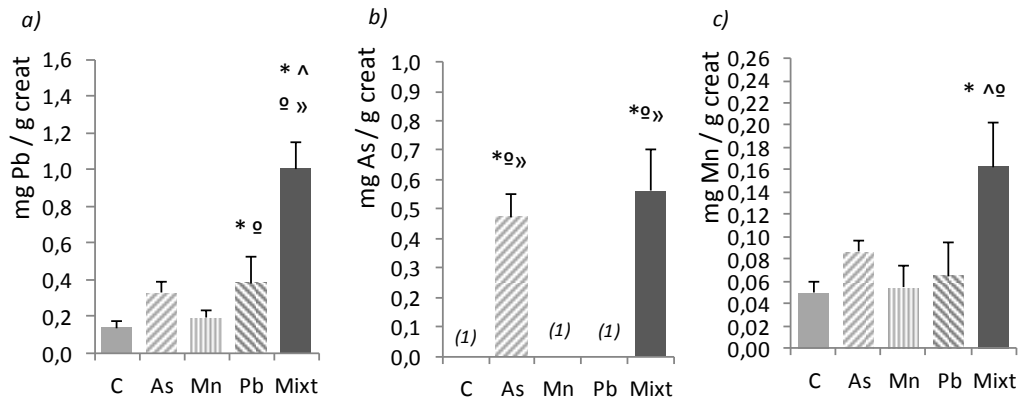 a)
mg Pb / g creat
1,6
1,4
1,2
1,0
0,8
0,6
0,4
0,2
0,0
* º
* ^
º »
C As Mn Pb Mixt
b)
mg As / g creat
1,0
0,9
0,8
0,7
0,6
0,5
0,4
0,3
0,2
0,1
0,0
(1)
*º»
(1)
(1)
*º»
C As Mn Pb Mixt
c)
mg Mn / g creat
0,26
0,24
0,22
0,20
0,18
0,16
0,14
0,12
0,10
0,08
0,06
0,04
0,02
0,00
* ^º
C As Mn Pb Mixt